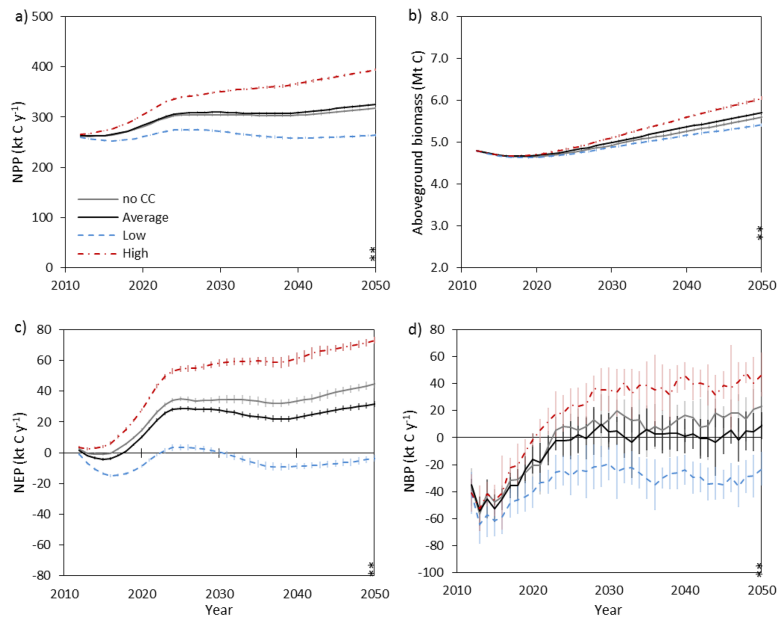 a)
NPP (kt C y-1)
500
400
300
200
100
0
no CC
Average
Low
High
**
2010 2020 2030 2040 2050
b)
Aboveground biomass (Mt C)
8.0
7.0
6.0
5.0
4.0
3.0
2.0
**
2010 2020 2030 2040 2050
c)
NEP (kt C y-1)
80
60
40
20
0
-20
-40
-60
-80
**
2010 2020 2030 2040 2050
Year
d)
NBP (kt C y-1)
80
60
40
20
0
-20
-40
-60
-80
-100
**
2010 2020 2030 2040 2050
Year